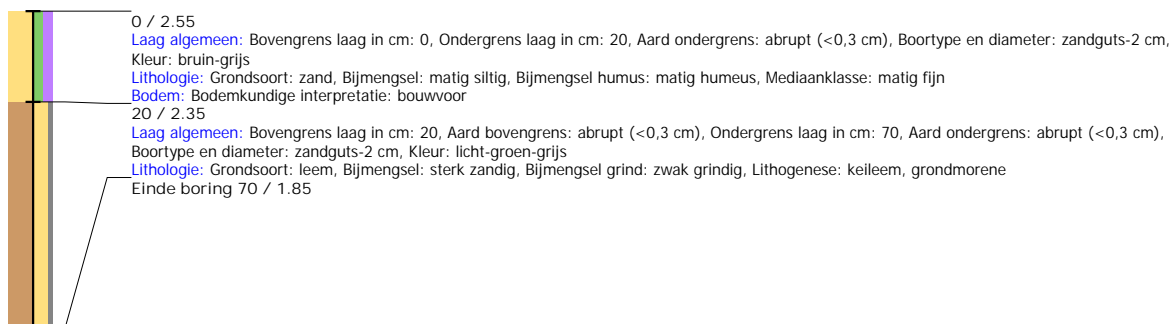 0 / 2.55
Laag algemeen: Bovengrens laag in cm: 0, Ondergrens laag in cm: 20, Aard ondergrens: abrupt (<0,3 cm), Boortype en diameter: zandguts-2 cm,
Kleur: bruin-grijs
Lithologie: Grondsoort: zand, Bijmengsel: matig siltig, Bijmengsel humus: matig humeus, Mediaanklasse: matig fijn
Bodem: Bodemkundige interpretatie: bouwvoor
20 / 2.35
Laag algemeen: Bovengrens laag in cm: 20, Aard bovengrens: abrupt (<0,3 cm), Ondergrens laag in cm: 70, Aard ondergrens: abrupt (<0,3 cm),
Boortype en diameter: zandguts-2 cm, Kleur: licht-groen-grijs
Lithologie: Grondsoort: leem, Bijmengsel: sterk zandig, Bijmengsel grind: zwak grindig, Lithogenese: keileem, grondmorene
Einde boring 70 / 1.85